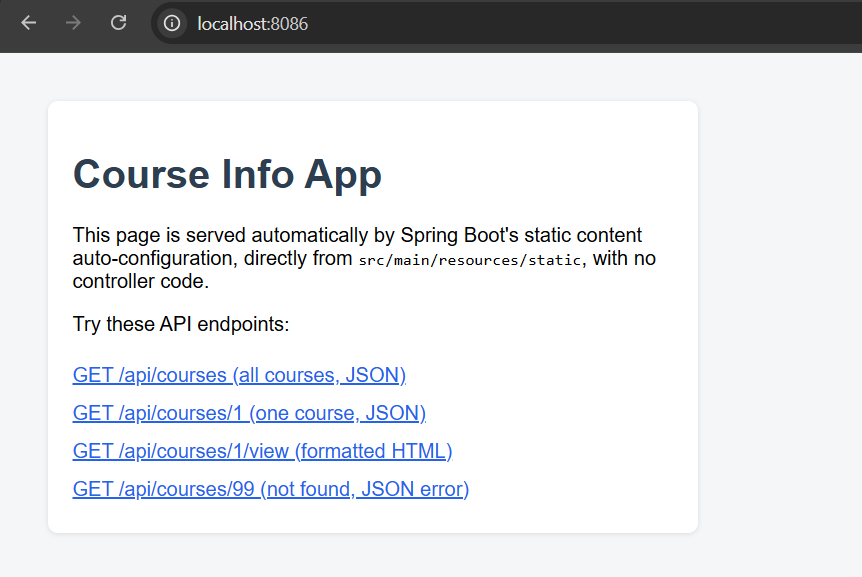 localhost:8086
Course Info App
This page is served automatically by Spring Boot's static content
auto-configuration, directly from src/main/resources/static, with no
controller code.
Try these API endpoints:
GET /api/courses (all courses, JSON)
GET /api/courses/1 (one course, JSON)
GET /api/courses/1/view (formatted HTML)
GET /api/courses/99 (not found, JSON error)